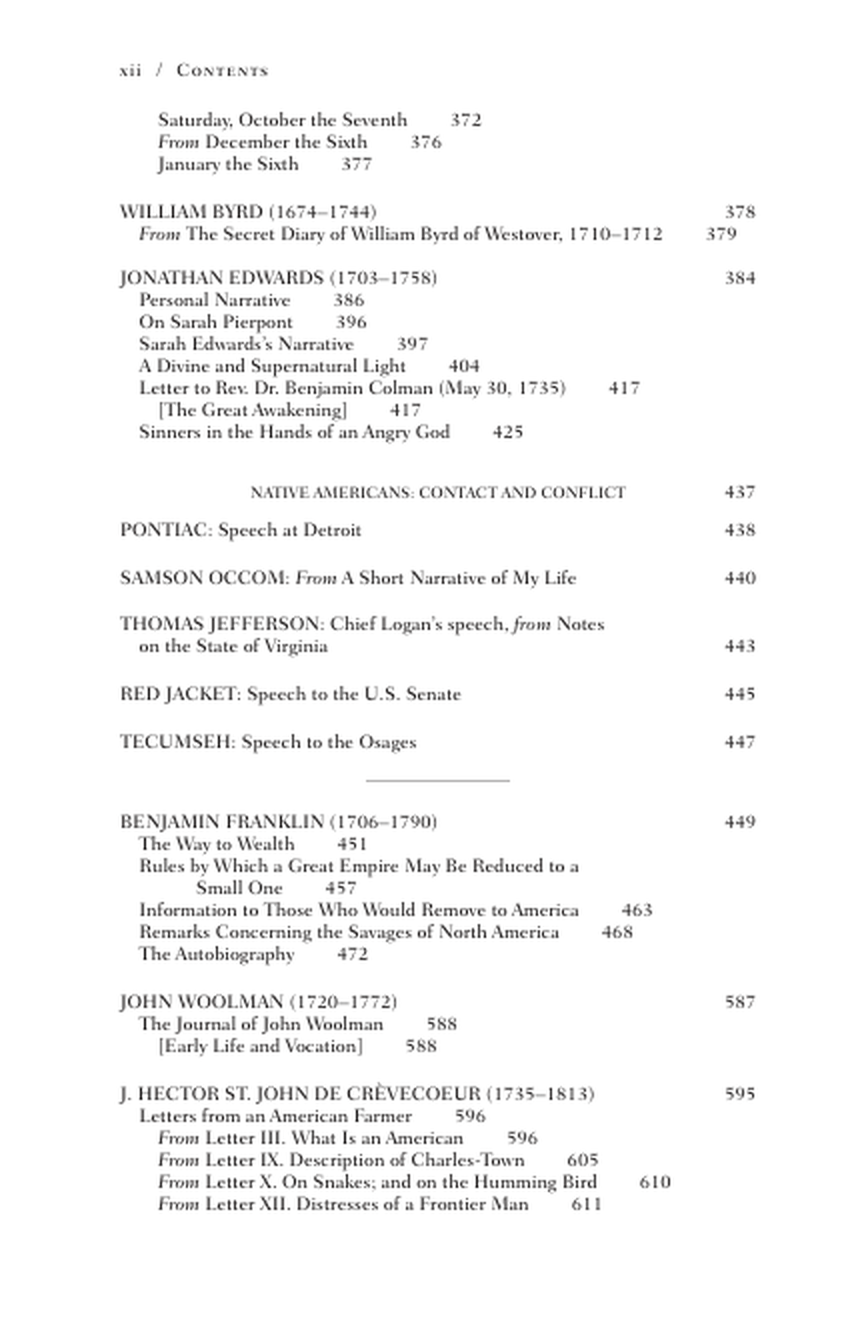 xii / Contents
Saturday, October the Seventh 372
From December the Sixth 376
January the Sixth 377
WILLIAM BYRD (1674–1744) 378
From The Secret Diary of William Byrd of Westover, 1710–1712 379
JONATHAN EDWARDS (1703–1758) 384
Personal Narrative 386
On Sarah Pierpont 396
Sarah Edwards's Narrative 397
A Divine and Supernatural Light 404
Letter to Rev. Dr. Benjamin Colman (May 30, 1735) 417
[The Great Awakening] 417
Sinners in the Hands of an Angry God 425
NATIVE AMERICANS: CONTACT AND CONFLICT 437
PONTIAC: Speech at Detroit 438
SAMSON OCCOM: From A Short Narrative of My Life 440
THOMAS JEFFERSON: Chief Logan's speech, from Notes
on the State of Virginia 443
RED JACKET: Speech to the U.S. Senate 445
TECUMSEH: Speech to the Osages 447
BENJAMIN FRANKLIN (1706–1790) 449
The Way to Wealth 451
Rules by Which a Great Empire May Be Reduced to a
Small One 457
Information to Those Who Would Remove to America 463
Remarks Concerning the Savages of North America 468
The Autobiography 472
JOHN WOOLMAN (1720–1772) 587
The Journal of John Woolman 588
[Early Life and Vocation] 588
J. HECTOR ST. JOHN DE CRÈVECOEUR (1735–1813) 595
Letters from an American Farmer 596
From Letter III. What Is an American 596
From Letter IX. Description of Charles-Town 605
From Letter X. On Snakes; and on the Humming Bird 610
From Letter XII. Distresses of a Frontier Man 611